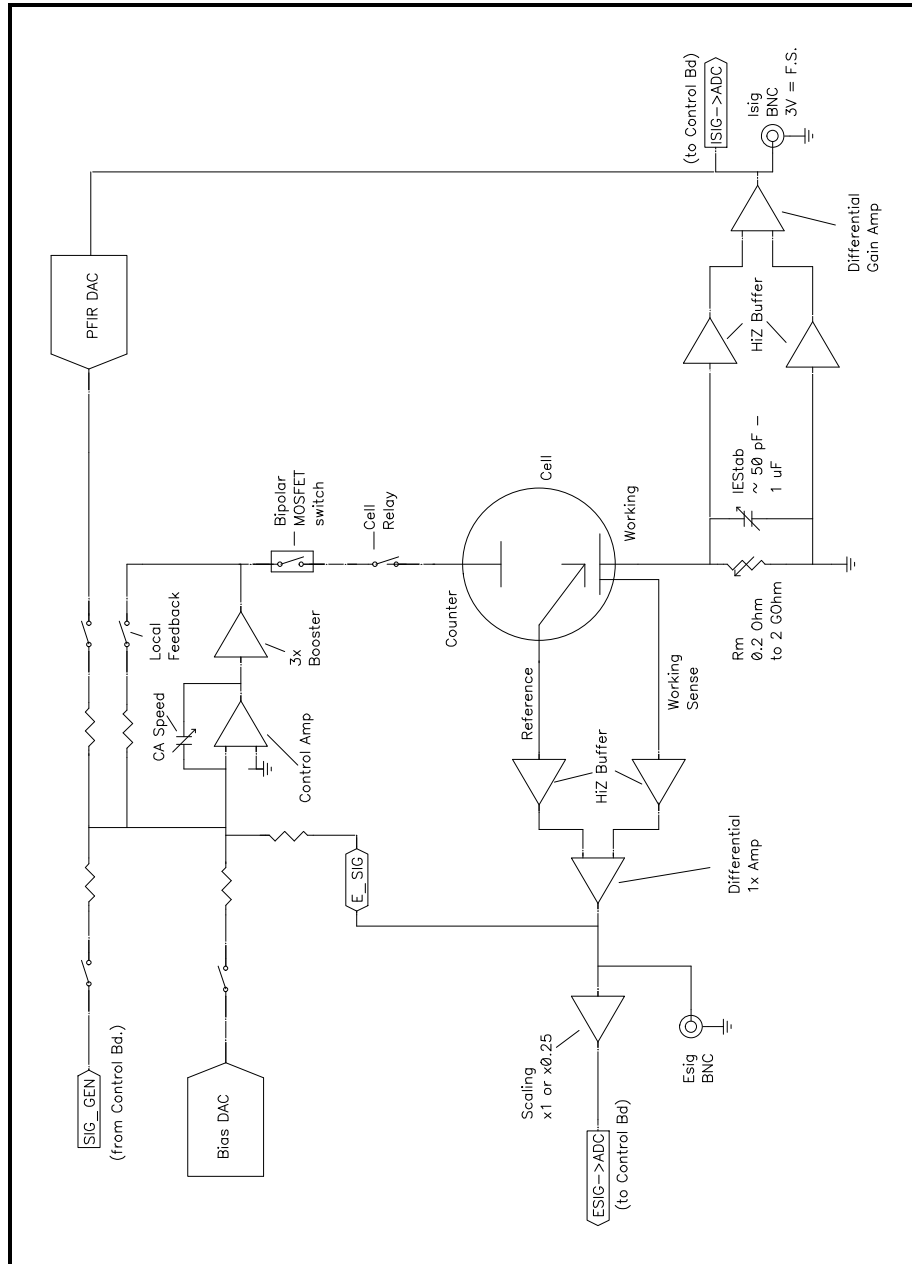 SIG_GEN
(from Control Bd.)
Bias DAC
PFIR DAC
Local
Feedback
CA Speed
3x
Booster
Control Amp
Bipolar
MOSFET
switch
Cell
Relay
E_SIG
Counter
Cell
Reference
Working
Working
Sense
HiZ Buffer
Differential
1x Amp
Scaling
x1 or x0.25
ESIG->ADC
(to Control Bd)
Esig
BNC
Rm
0.2 Ohm
to 2 GOhm
IEStab
~ 50 pF -
1 uF
HiZ Buffer
Differential
Gain Amp
(to Control Bd)
ISIG->ADC
Isig
BNC
3V = F.S.